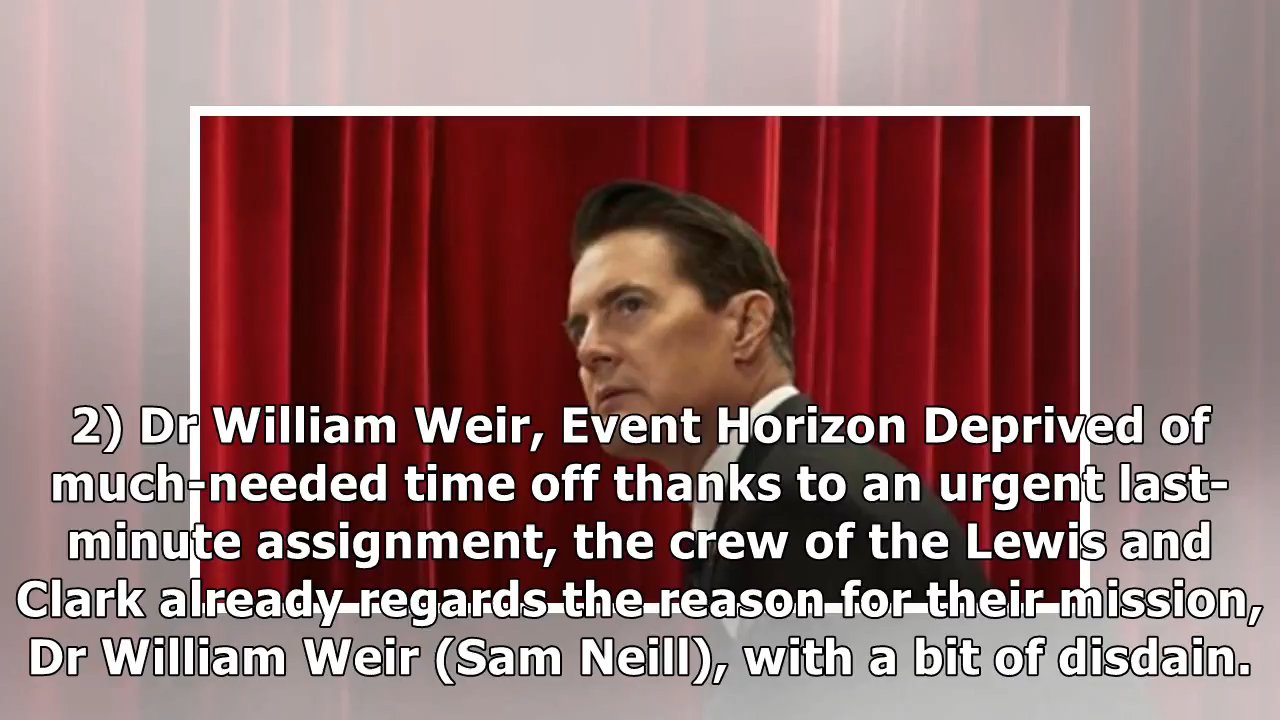 2) Dr William Weir, Event Horizon Deprived of
much-needed time off thanks to an urgent last-
minute assignment, the crew of the Lewis and
Clark already regards the reason for their mission,
Dr William Weir (Sam Neill), with a bit of disdain.